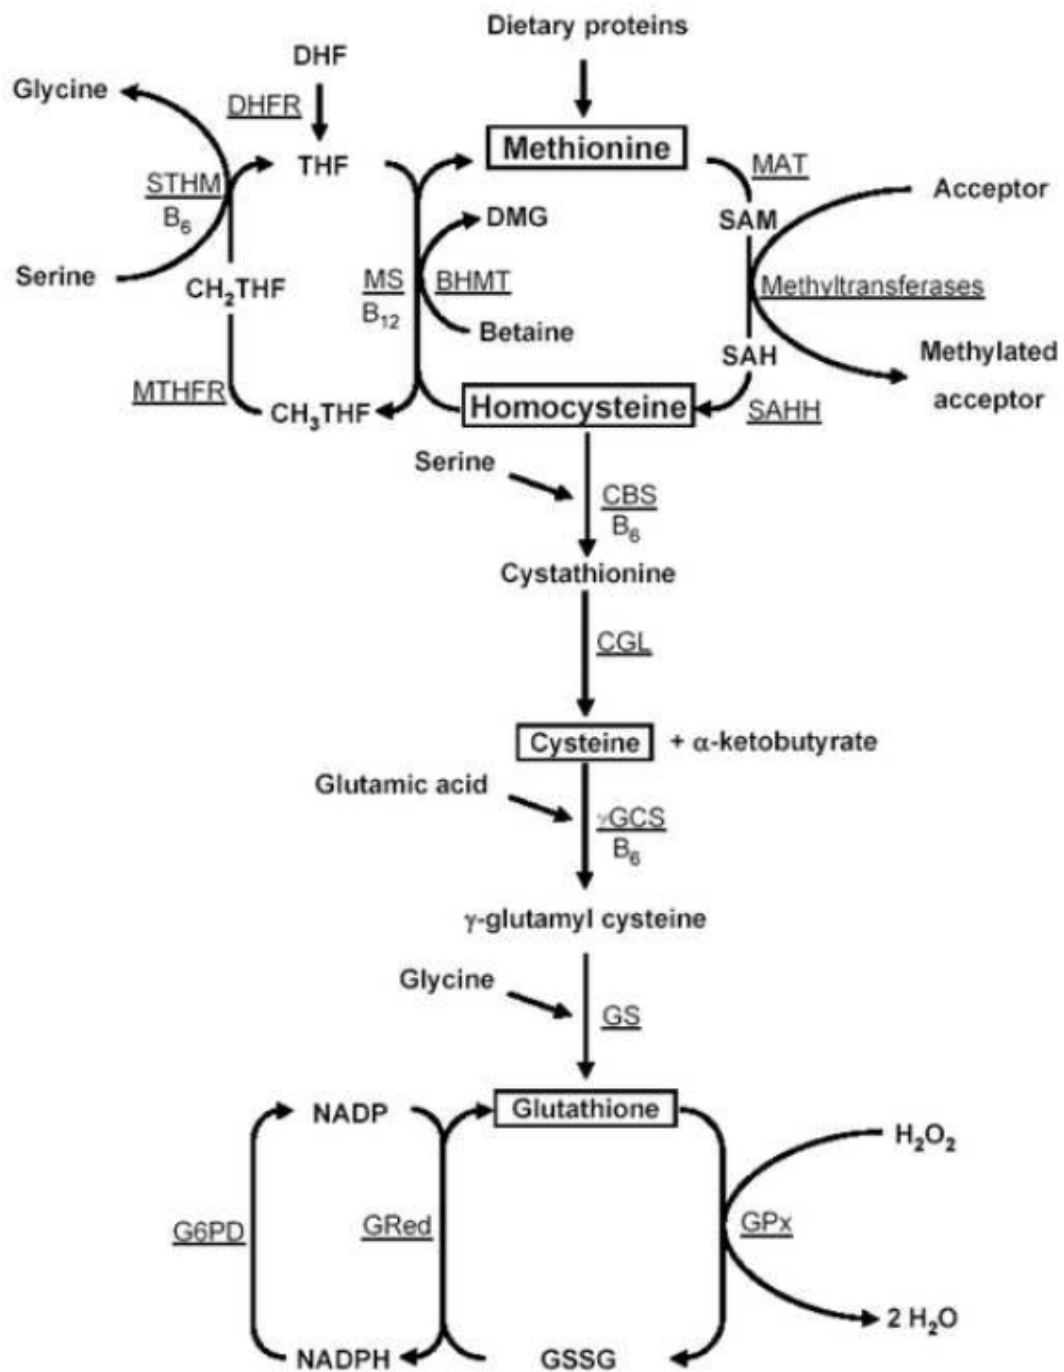 Dietary proteins
DHF
Glycine
DHFR
Methionine
THF
MAT
STHM
B6
Acceptor
SAM
DMG
Serine
CH2THF
MS
B12
BHMT
Methyltransferases
Betaine
SAH
Methylated
acceptor
MTHFR
CH3THF
Homocysteine
SAHH
Serine
CBS
B6
Cystathionine
CGL
Cysteine + α-ketobutyrate
Glutamic acid
γGCS
B6
γ-glutamyl cysteine
Glycine
GS
NADP
Glutathione
H2O2
G6PD
GRed
GPx
2 H2O
NADPH
GSSG